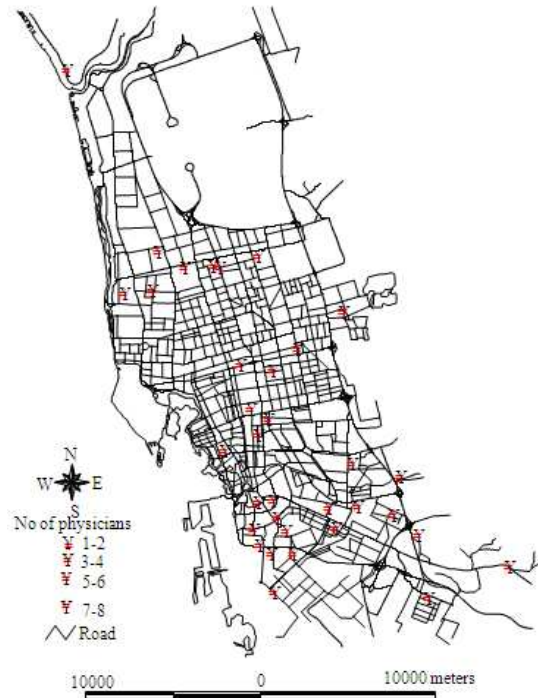 N
W E
S
No of physicians
1-2
3-4
5-6
7-8
Road
10000 0 10000 meters